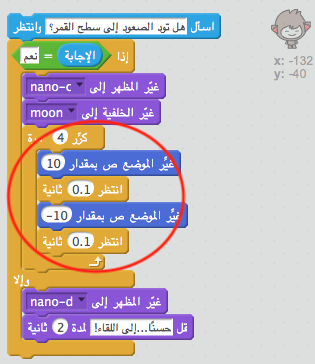 اسأل هل تود الصعود إلى سطح القمر؟ وانتظر
إذا الإجابة = نعم
غيّر المظهر إلى nano-c
غيّر الخلفية إلى moon
كرّر 4 مرة
غيِّر الموضع ص بمقدار 10
انتظر 0.1 ثانية
غيِّر الموضع ص بمقدار -10
انتظر 0.1 ثانية
وإلا
غيّر المظهر إلى nano-d
قل حسنًا...إلى اللقاء! لمدة 2 ثانية
x: -132
y: -40